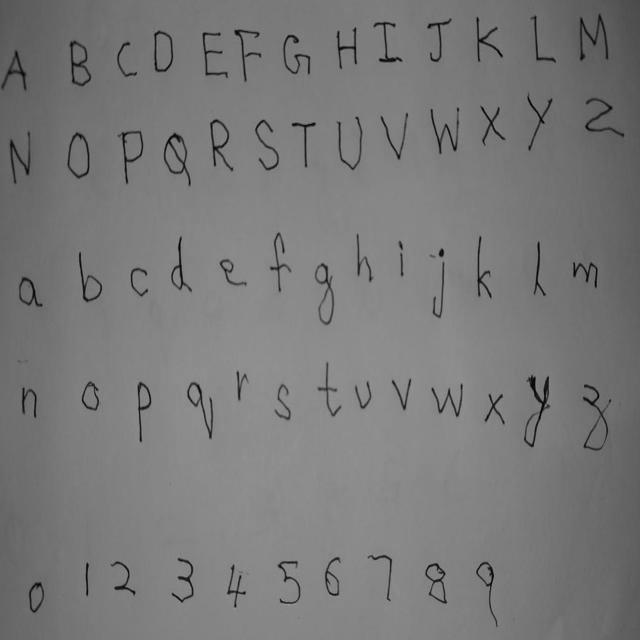 A B C D E F G H I J K L M
N O P Q R S T U V W X Y Z
a b c d e f g h i j k l m
n o p q r s t u v w x y z
0 1 2 3 4 5 6 7 8 9